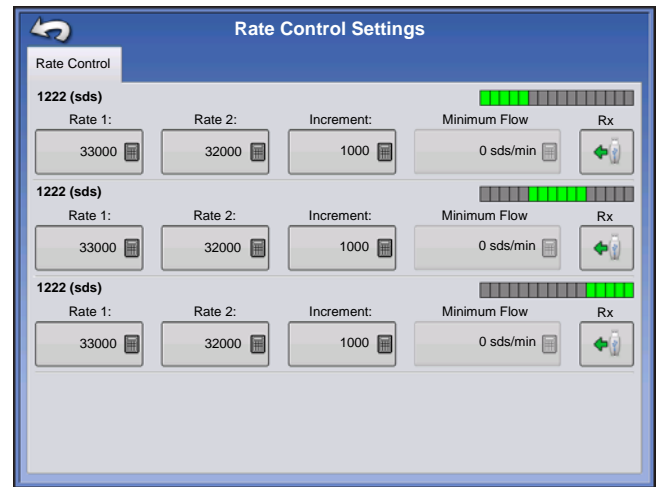 Rate Control Settings
Rate Control
1222 (sds)
Rate 1: Rate 2: Increment: Minimum Flow Rx
33000 32000 1000 0 sds/min
1222 (sds)
Rate 1: Rate 2: Increment: Minimum Flow Rx
33000 32000 1000 0 sds/min
1222 (sds)
Rate 1: Rate 2: Increment: Minimum Flow Rx
33000 32000 1000 0 sds/min